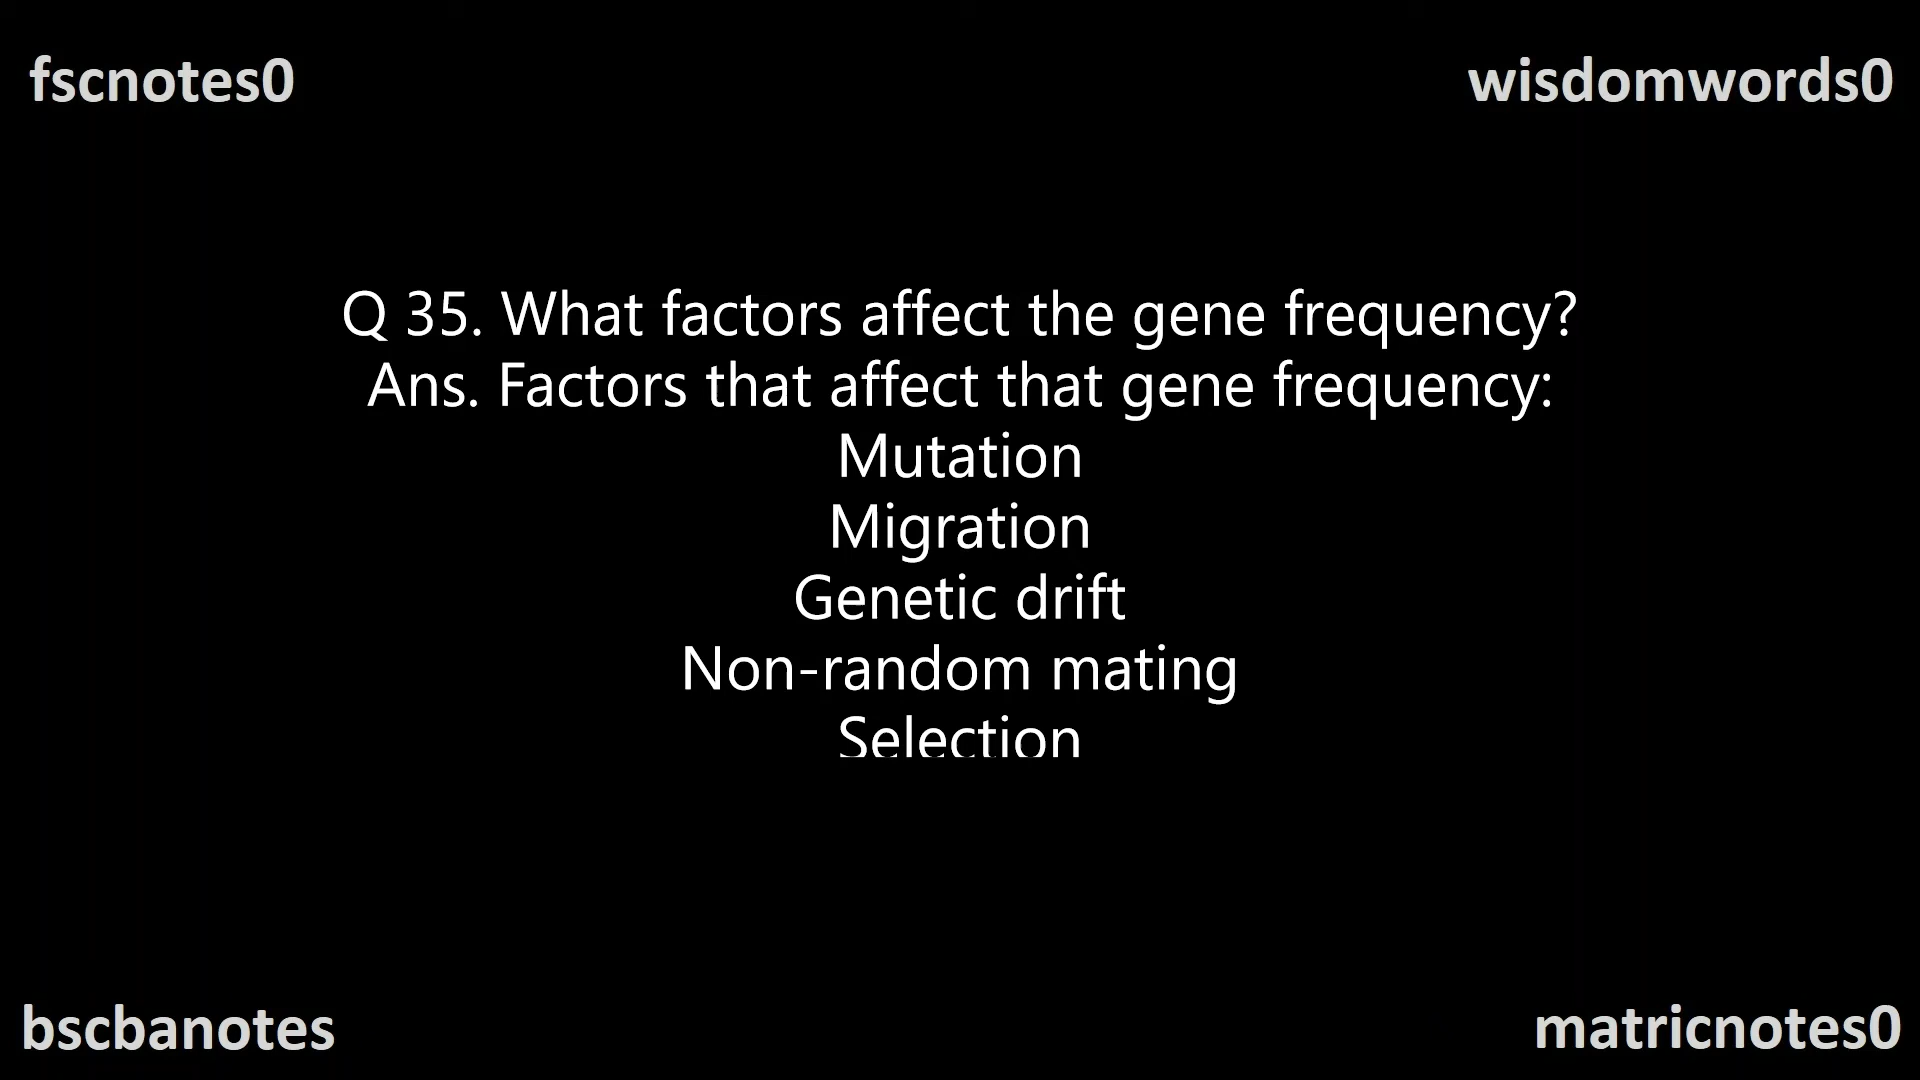 fscnotes0
wisdomwords0
Q 35. What factors affect the gene frequency?
Ans. Factors that affect that gene frequency:
Mutation
Migration
Genetic drift
Non-random mating
Selection
bscbanotes
matricnotes0